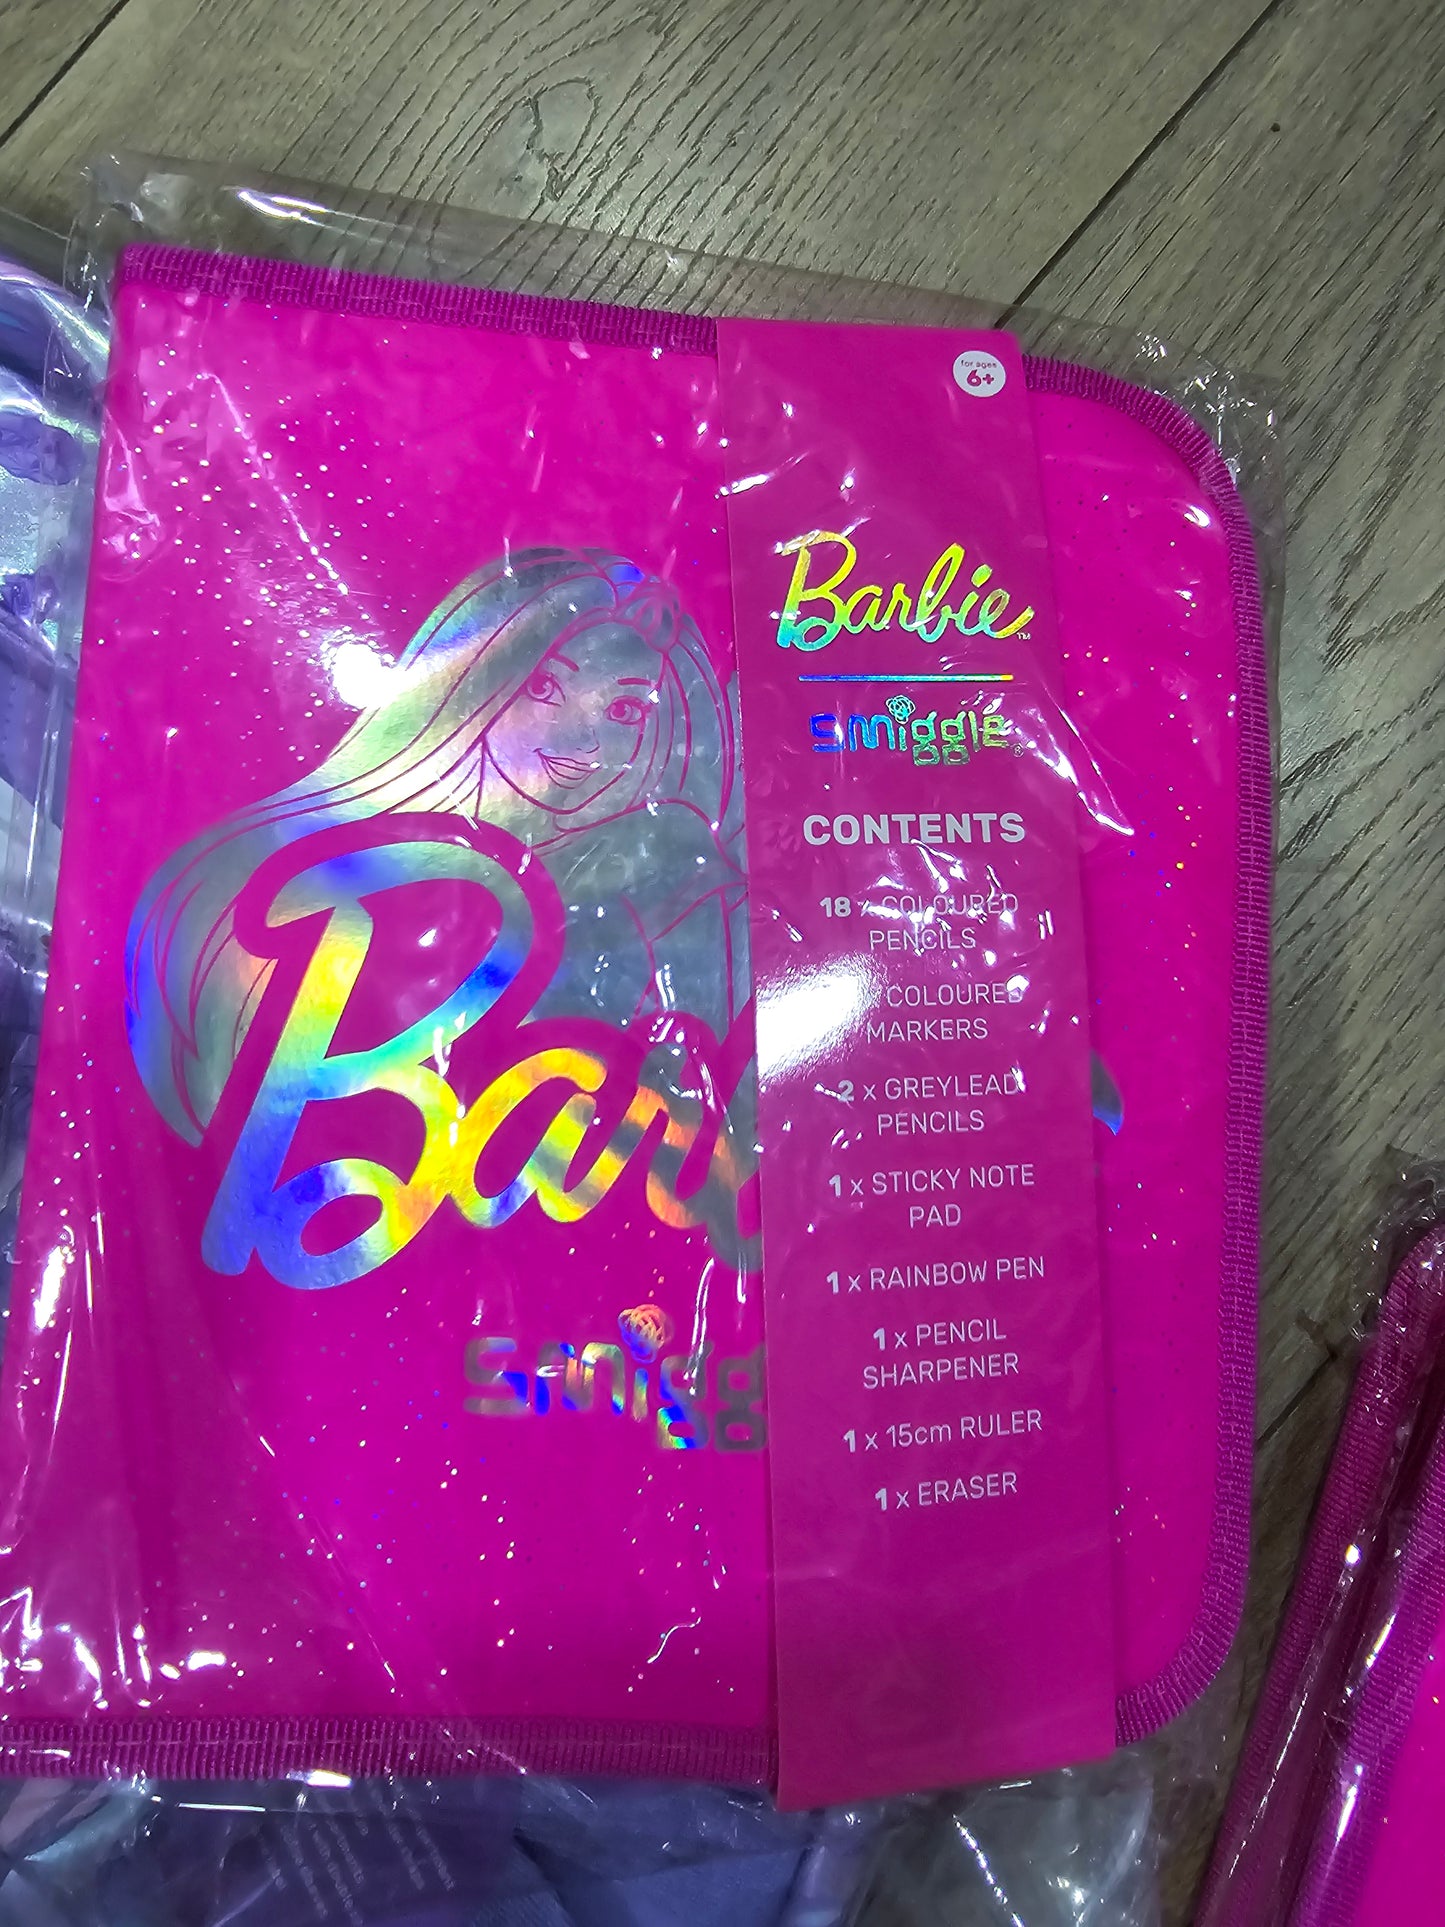 for ages
6+
Barbie™
smiggle®
CONTENTS
18 x COLOURED
PENCILS
COLOURED
MARKERS
2 x GREYLEAD
PENCILS
1 x STICKY NOTE
PAD
1 x RAINBOW PEN
1 x PENCIL
SHARPENER
1 x 15cm RULER
1 x ERASER
Bar
smigg